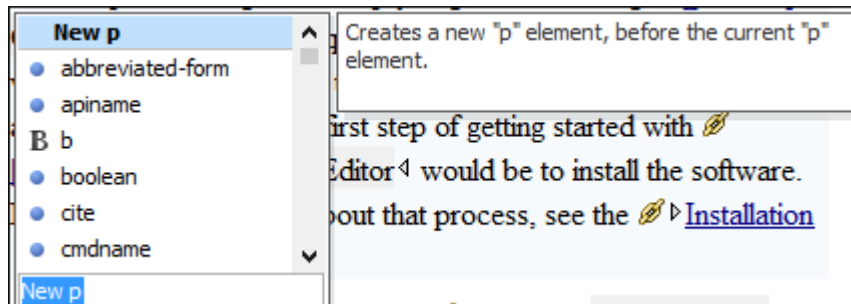 New p
abbreviated-form
apiname
B b
boolean
cite
cmdname
New p
Creates a new "p" element, before the current "p"
element.
first step of getting started with
Editor would be to install the software.
out that process, see the Installation